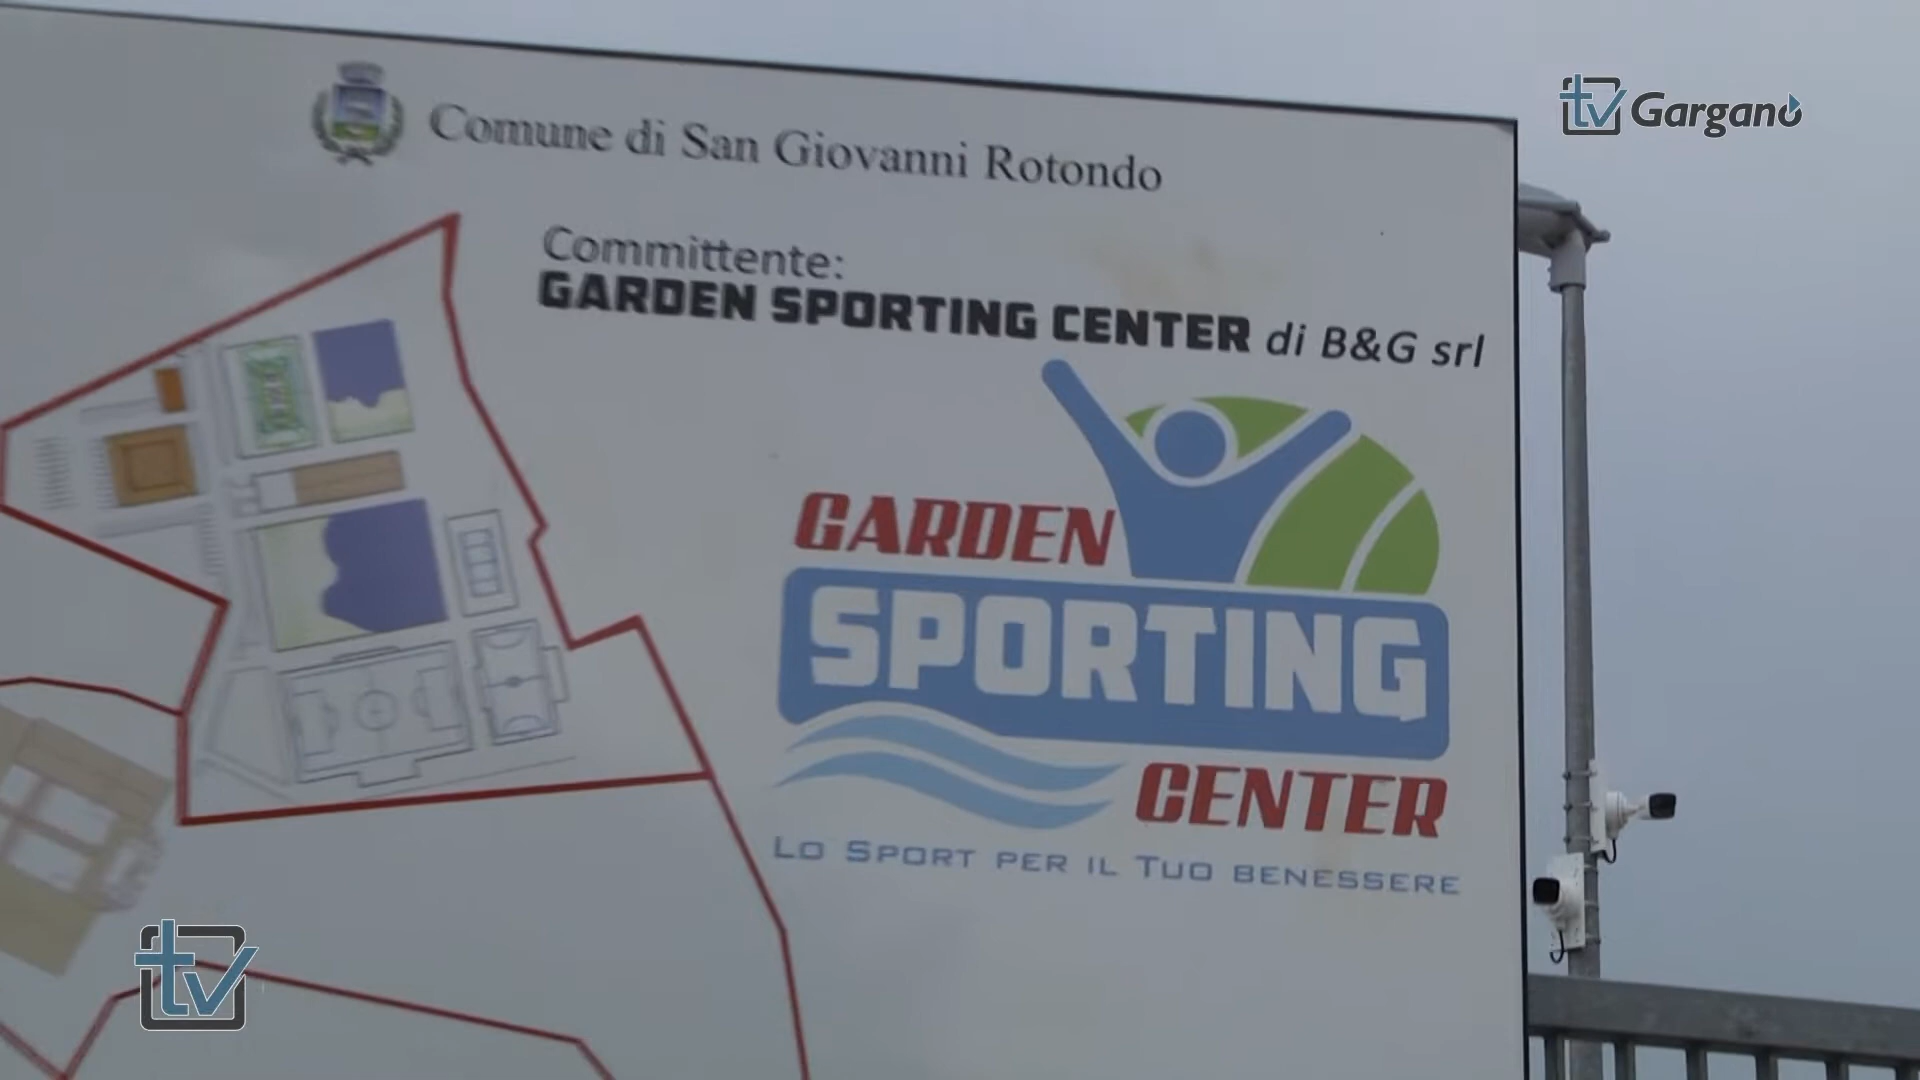 tv Gargano
Comune di San Giovanni Rotondo
Committente:
GARDEN SPORTING CENTER di B&G srl
GARDEN
SPORTING
CENTER
LO SPORT PER IL TUO BENESSERE
tv